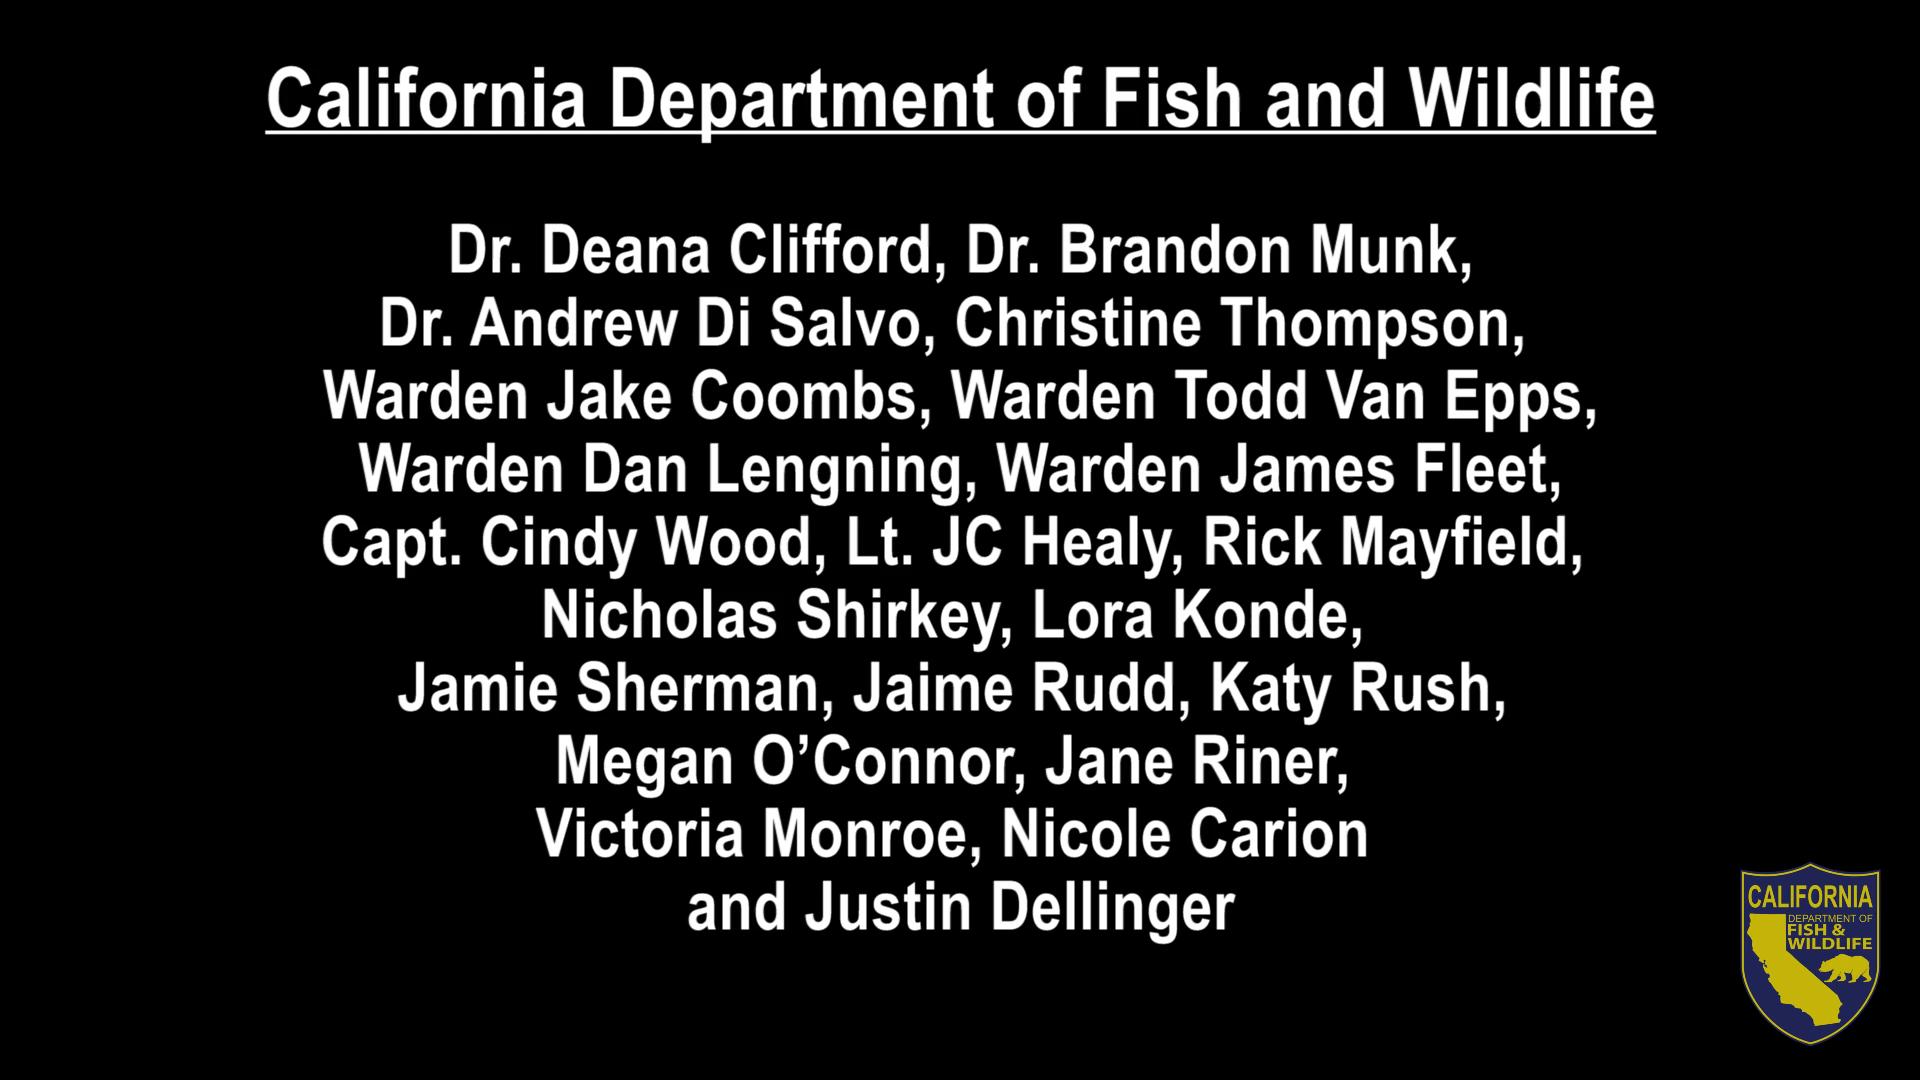 California Department of Fish and Wildlife
Dr. Deana Clifford, Dr. Brandon Munk,
Dr. Andrew Di Salvo, Christine Thompson,
Warden Jake Coombs, Warden Todd Van Epps,
Warden Dan Lengning, Warden James Fleet,
Capt. Cindy Wood, Lt. JC Healy, Rick Mayfield,
Nicholas Shirkey, Lora Konde,
Jamie Sherman, Jaime Rudd, Katy Rush,
Megan O’Connor, Jane Riner,
Victoria Monroe, Nicole Carion
and Justin Dellinger
CALIFORNIA
DEPARTMENT OF
FISH &
WILDLIFE